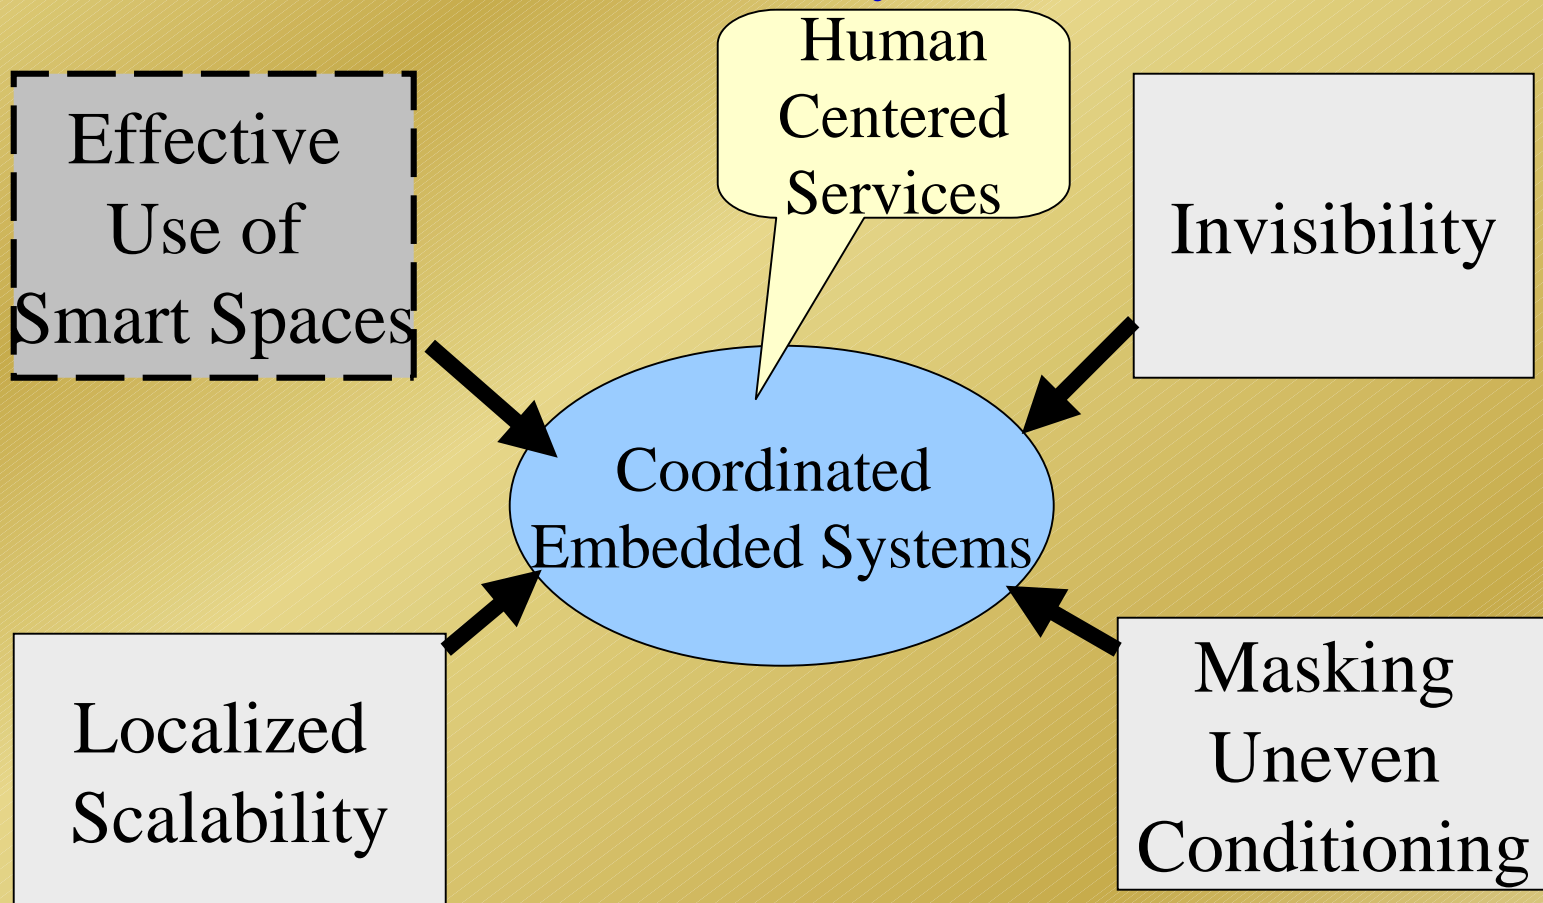 Human
Centered
Services
Effective
Use of
Smart Spaces
Invisibility
Coordinated
Embedded Systems
Localized
Scalability
Masking
Uneven
Conditioning